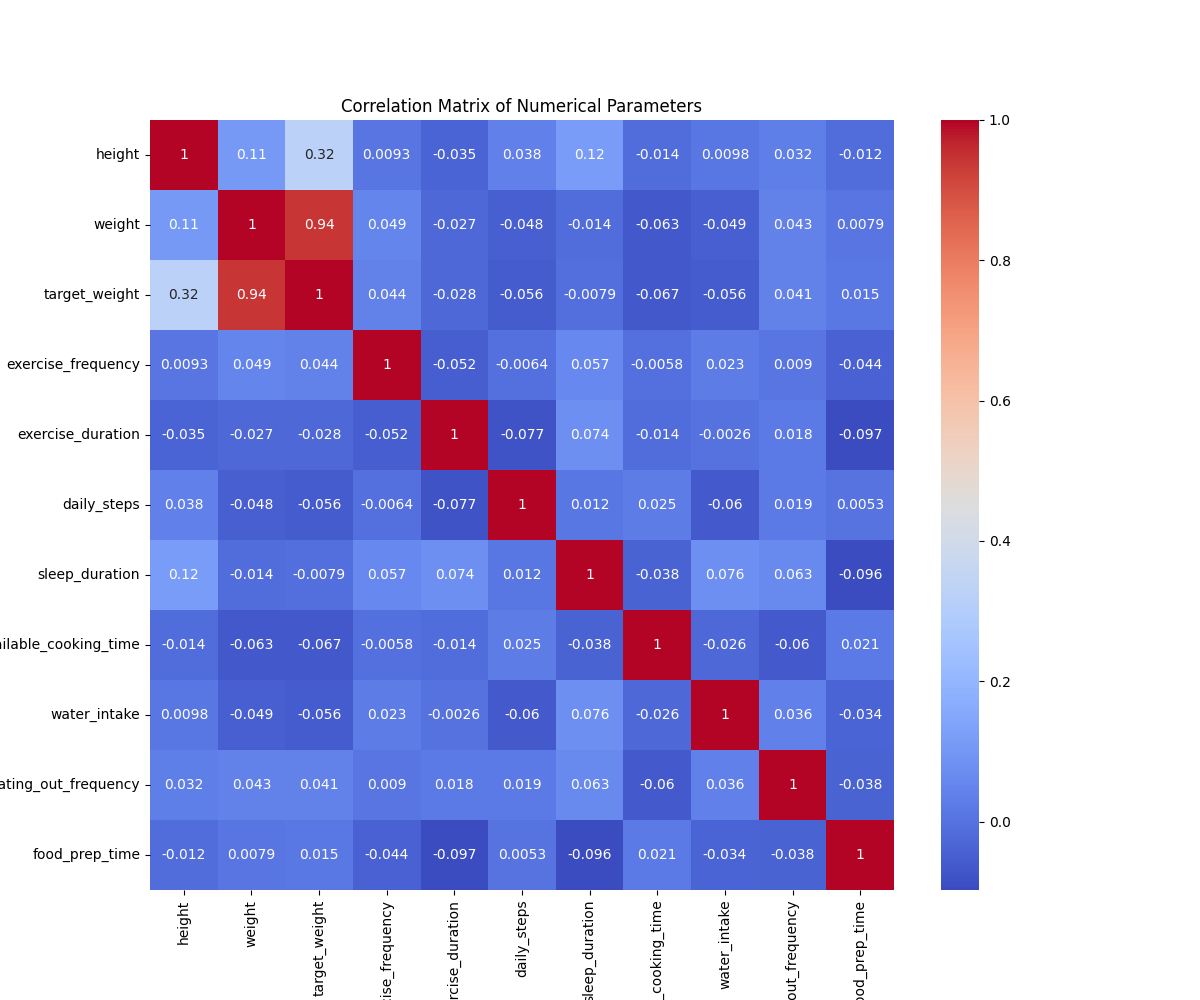 Correlation Matrix of Numerical Parameters
height 1 0.11 0.32 0.0093 -0.035 0.038 0.12 -0.014 0.0098 0.032 -0.012
weight 0.11 1 0.94 0.049 -0.027 -0.048 -0.014 -0.063 -0.049 0.043 0.0079
target_weight 0.32 0.94 1 0.044 -0.028 -0.056 -0.0079 -0.067 -0.056 0.041 0.015
exercise_frequency 0.0093 0.049 0.044 1 -0.052 -0.0064 0.057 -0.0058 0.023 0.009 -0.044
exercise_duration -0.035 -0.027 -0.028 -0.052 1 -0.077 0.074 -0.014 -0.0026 0.018 -0.097
daily_steps 0.038 -0.048 -0.056 -0.0064 -0.077 1 0.012 0.025 -0.06 0.019 0.0053
sleep_duration 0.12 -0.014 -0.0079 0.057 0.074 0.012 1 -0.038 0.076 0.063 -0.096
ilable_cooking_time -0.014 -0.063 -0.067 -0.0058 -0.014 0.025 -0.038 1 -0.026 -0.06 0.021
water_intake 0.0098 -0.049 -0.056 0.023 -0.0026 -0.06 0.076 -0.026 1 0.036 -0.034
ating_out_frequency 0.032 0.043 0.041 0.009 0.018 0.019 0.063 -0.06 0.036 1 -0.038
food_prep_time -0.012 0.0079 0.015 -0.044 -0.097 0.0053 -0.096 0.021 -0.034 -0.038 1
height
weight
target_weight
ise_frequency
rcise_duration
daily_steps
sleep_duration
_cooking_time
water_intake
out_frequency
ood_prep_time
1.0
0.8
0.6
0.4
0.2
0.0